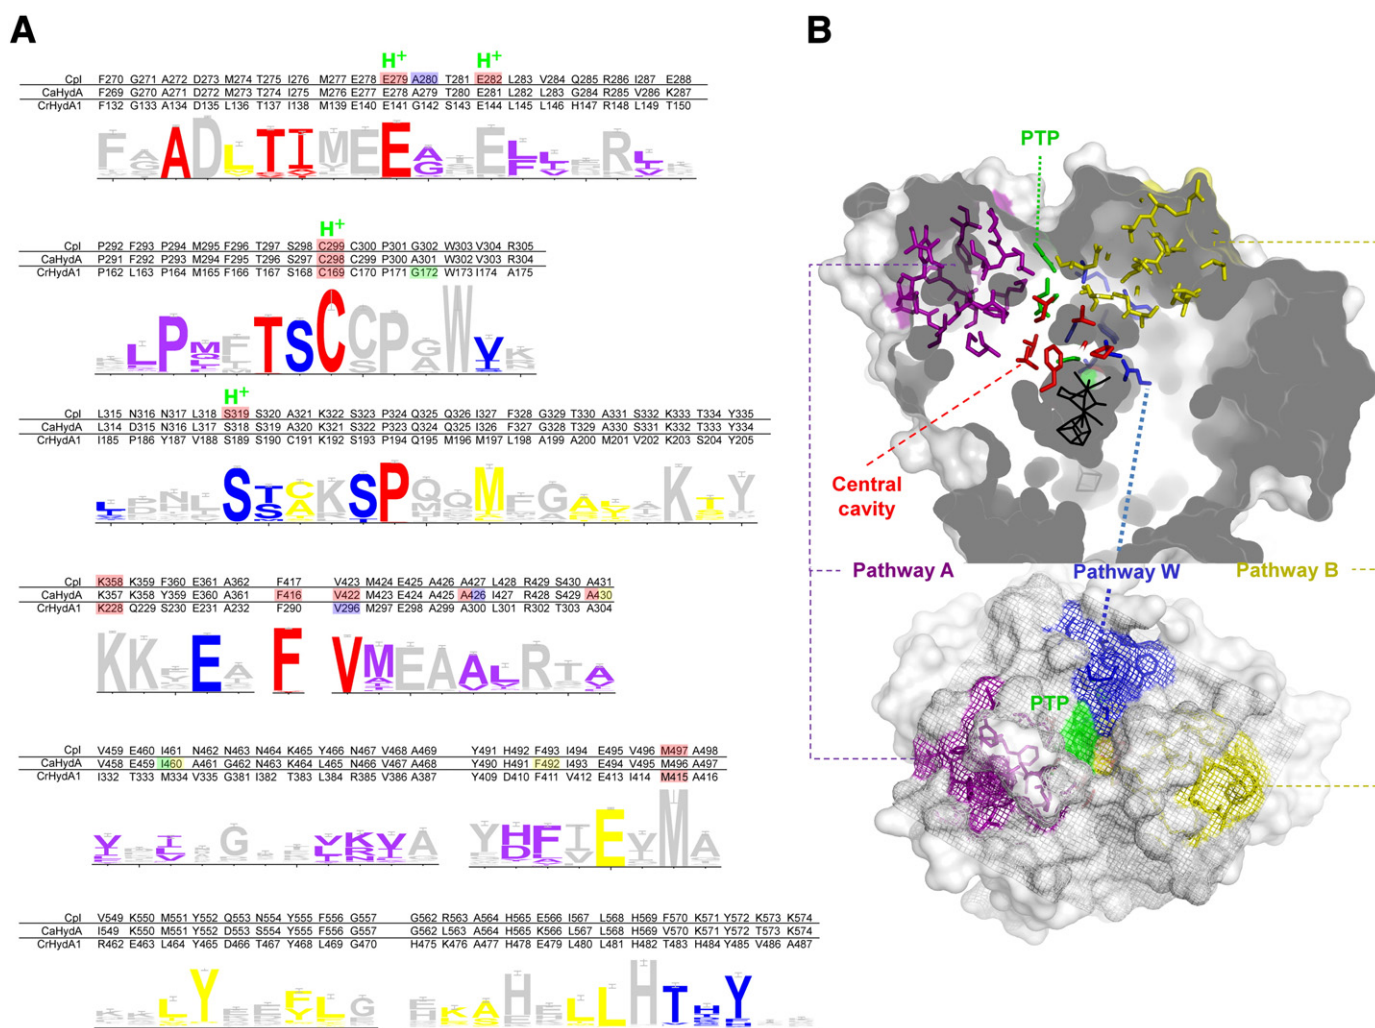 A
B
H+ H+
CpI F270 G271 A272 D273 M274 T275 I276 M277 E278 E279 A280 T281 E282 L283 V284 Q285 R286 I287 E288
CaHydA F269 G270 A271 D272 M273 T274 I275 M276 E277 E278 A279 T280 E281 L282 L283 G284 R285 V286 K287
CrHydA1 F132 G133 A134 D135 L136 T137 I138 M139 E140 E141 G142 S143 E144 L145 L146 H147 R148 L149 T150
H+
CpI P292 F293 P294 M295 F296 T297 S298 C299 C300 P301 G302 W303 V304 R305
CaHydA P291 F292 P293 M294 F295 T296 S297 C298 C299 P300 A301 W302 V303 R304
CrHydA1 P162 L163 P164 M165 F166 T167 S168 C169 C170 P171 G172 W173 I174 A175
H+
CpI L315 N316 N317 L318 S319 S320 A321 K322 S323 P324 Q325 Q326 I327 F328 G329 T330 A331 S332 K333 T334 Y335
CaHydA L314 D315 N316 L317 S318 S319 A320 K321 S322 P323 Q324 Q325 I326 F327 G328 T329 A330 S331 K332 T333 Y334
CrHydA1 I185 P186 Y187 V188 S189 S190 C191 K192 S193 P194 Q195 M196 M197 L198 A199 A200 M201 V202 K203 S204 Y205
CpI K358 K359 F360 E361 A362 F417 V423 M424 E425 A426 A427 L428 R429 S430 A431
CaHydA K357 K358 Y359 E360 A361 F416 V422 M423 E424 A425 A426 I427 R428 S429 A430
CrHydA1 K228 Q229 S230 E231 A232 F290 V296 M297 E298 A299 A300 L301 R302 T303 A304
CpI V459 E460 I461 N462 N463 N464 K465 Y466 N467 V468 A469 Y491 H492 F493 I494 E495 V496 M497 A498
CaHydA V458 E459 I460 A461 G462 N463 K464 L465 N466 V467 A468 Y490 H491 F492 I493 E494 V495 M496 A497
CrHydA1 I332 T333 M334 V335 G381 I382 T383 L384 R385 V386 A387 Y409 D410 F411 V412 E413 I414 M415 A416
CpI V549 K550 M551 Y552 Q553 N554 Y555 F556 G557 G562 R563 A564 H565 E566 I567 L568 H569 F570 K571 Y572 K573 K574
CaHydA I549 K550 M551 Y552 D553 S554 Y555 F556 G557 G562 L563 A564 H565 K566 L567 L568 H569 V570 K571 Y572 T573 K574
CrHydA1 R462 E463 L464 Y465 D466 T467 Y468 L469 G470 H475 K476 A477 H478 E479 L480 L481 H482 T483 H484 Y485 V486 A487
PTP
Central
cavity
Pathway A
Pathway W
Pathway B
PTP